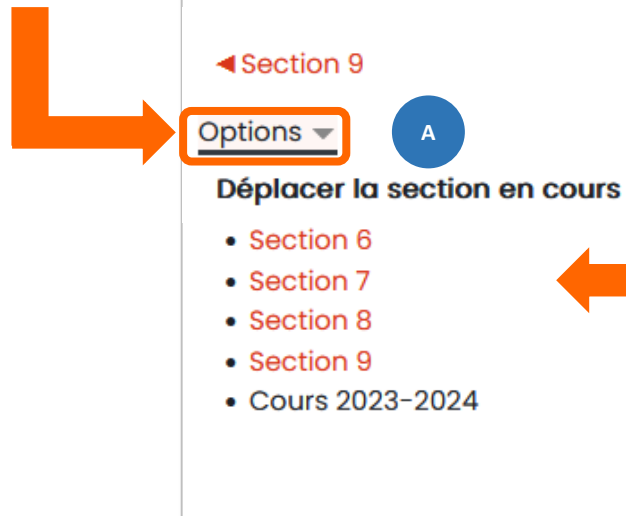 ◄Section 9
Options
A
Déplacer la section en cours
• Section 6
• Section 7
• Section 8
• Section 9
• Cours 2023-2024